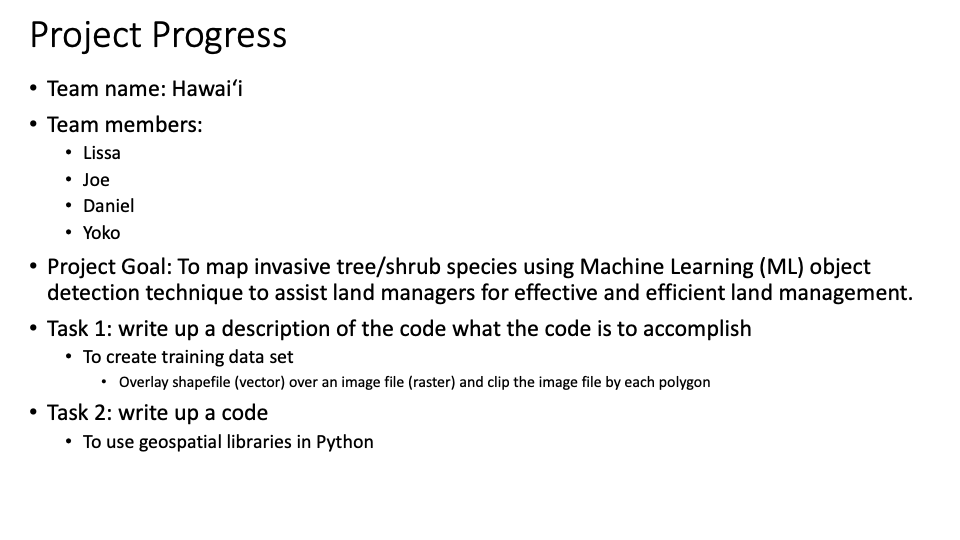 Project Progress
• Team name: Hawai‘i
• Team members:
• Lissa
• Joe
• Daniel
• Yoko
• Project Goal: To map invasive tree/shrub species using Machine Learning (ML) object
detection technique to assist land managers for effective and efficient land management.
• Task 1: write up a description of the code what the code is to accomplish
• To create training data set
• Overlay shapefile (vector) over an image file (raster) and clip the image file by each polygon
• Task 2: write up a code
• To use geospatial libraries in Python